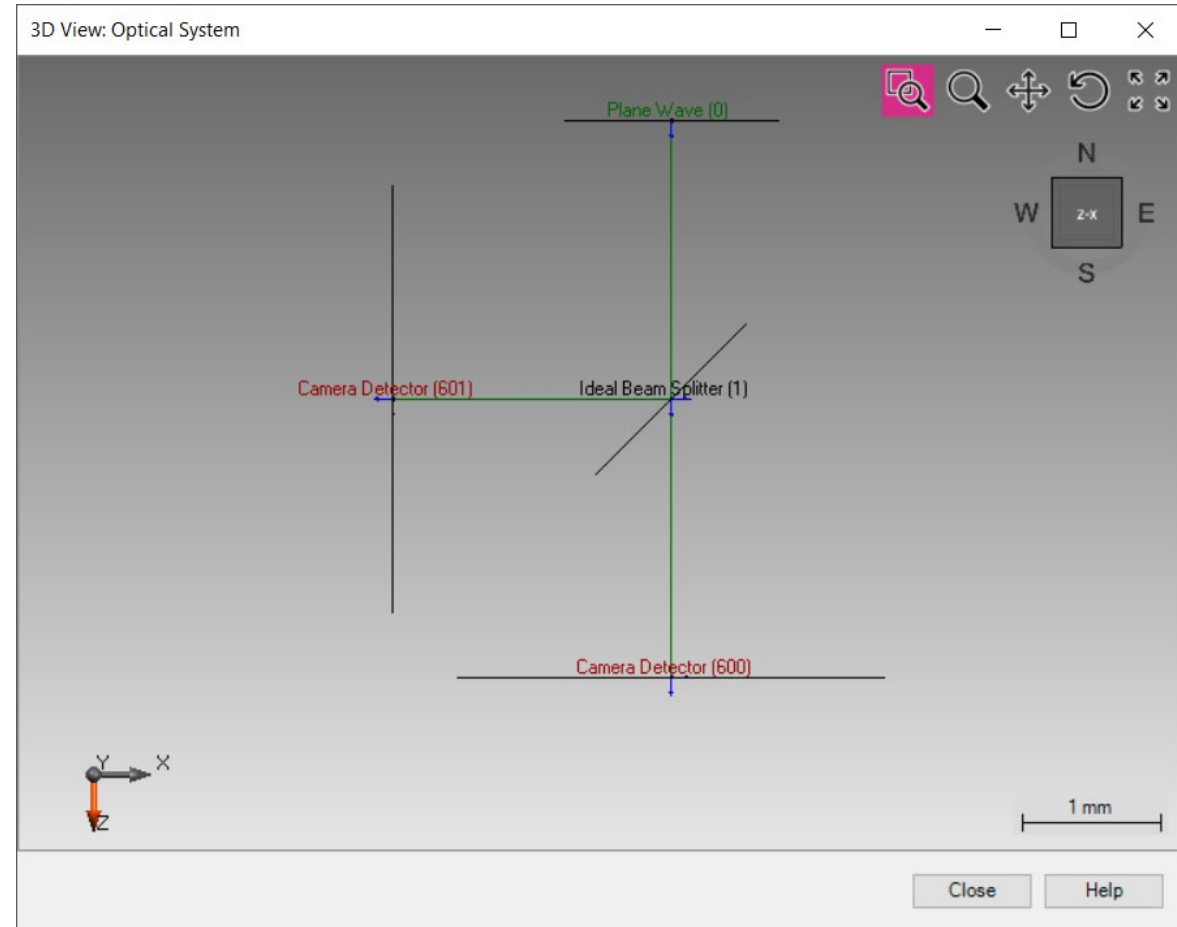 3D View: Optical System
Plane Wave (0)
N
W
Z-X
E
S
Camera Detector (601)
Ideal Beam Splitter (1)
Camera Detector (600)
Y
X
Z
1 mm
Close
Help